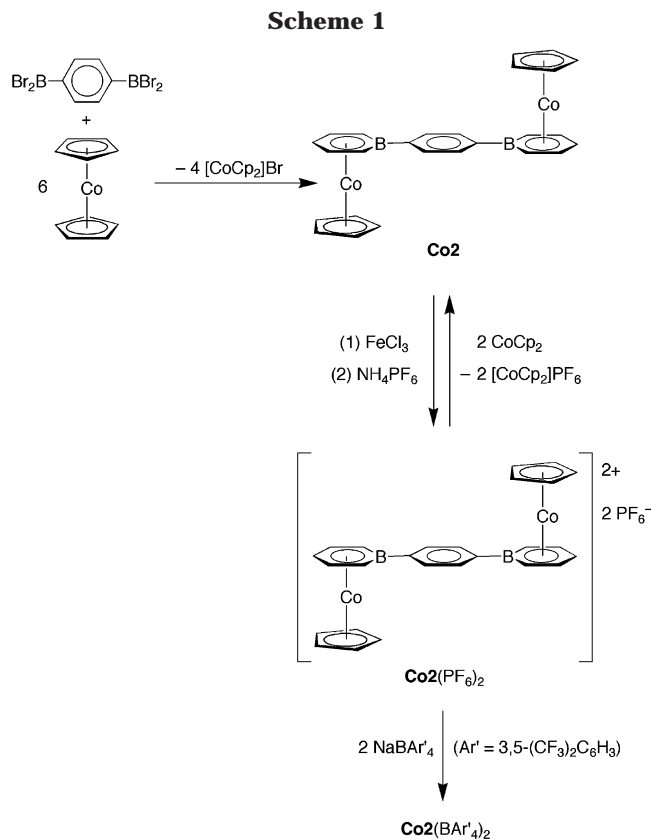 Scheme 1
Br₂B BBr₂
+
6 Co
– 4 [CoCp₂]Br
Co
B B
Co
Co2
(1) FeCl₃ 2 CoCp₂
(2) NH₄PF₆ – 2 [CoCp₂]PF₆
2+
2 PF₆⁻
Co
B B
Co
Co2(PF₆)₂
2 NaBAr'₄ (Ar' = 3,5-(CF₃)₂C₆H₃)
Co2(BAr'₄)₂